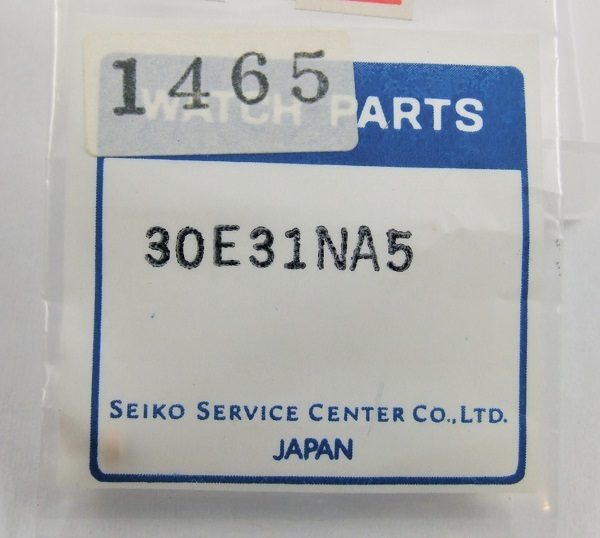 1465
WATCH PARTS
30E31NA5
SEIKO SERVICE CENTER CO.,LTD.
JAPAN